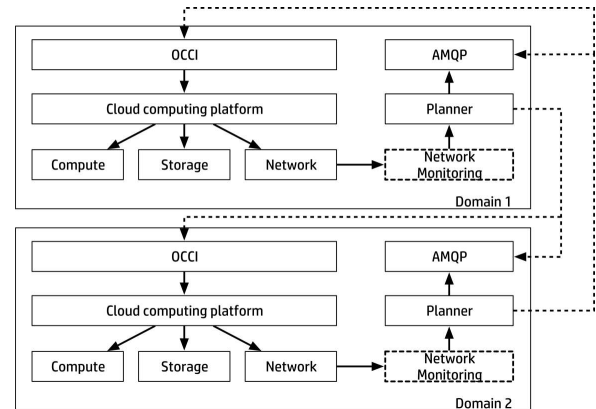 OCCI
AMQP
Cloud computing platform
Planner
Compute
Storage
Network
Network
Monitoring
Domain 1
OCCI
AMQP
Cloud computing platform
Planner
Compute
Storage
Network
Network
Monitoring
Domain 2